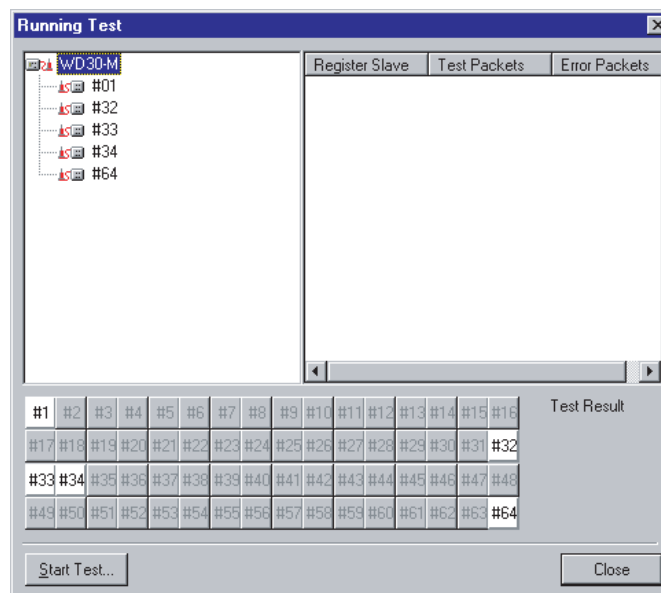 Running Test
WD30-M
#01
#32
#33
#34
#64
Register Slave Test Packets Error Packets
#1 #2 #3 #4 #5 #6 #7 #8 #9 #10 #11 #12 #13 #14 #15 #16
#17 #18 #19 #20 #21 #22 #23 #24 #25 #26 #27 #28 #29 #30 #31 #32
#33 #34 #35 #36 #37 #38 #39 #40 #41 #42 #43 #44 #45 #46 #47 #48
#49 #50 #51 #52 #53 #54 #55 #56 #57 #58 #59 #60 #61 #62 #63 #64
Test Result
Start Test... Close